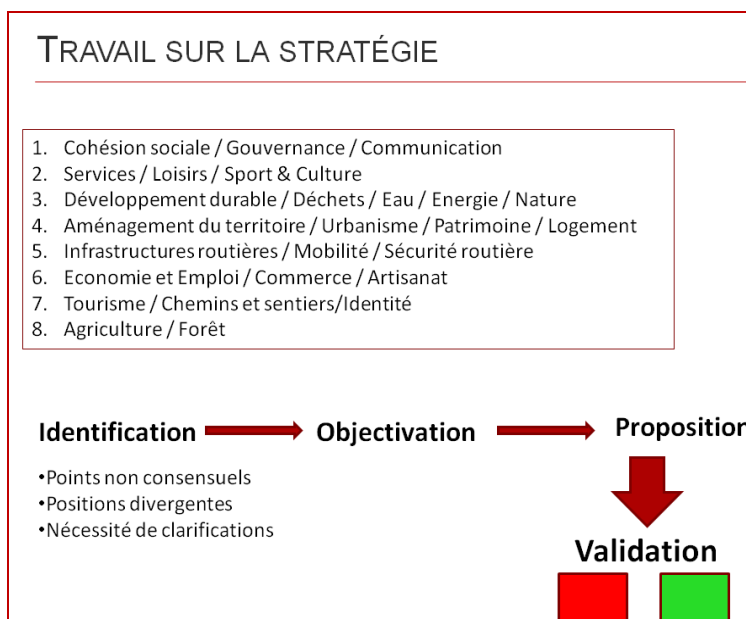 TRAVAIL SUR LA STRATÉGIE
1. Cohésion sociale / Gouvernance / Communication
2. Services / Loisirs / Sport & Culture
3. Développement durable / Déchets / Eau / Energie / Nature
4. Aménagement du territoire / Urbanisme / Patrimoine / Logement
5. Infrastructures routières / Mobilité / Sécurité routière
6. Economie et Emploi / Commerce / Artisanat
7. Tourisme / Chemins et sentiers/Identité
8. Agriculture / Forêt
Identification Objectivation Proposition
•Points non consensuels
•Positions divergentes
•Nécessité de clarifications
Validation